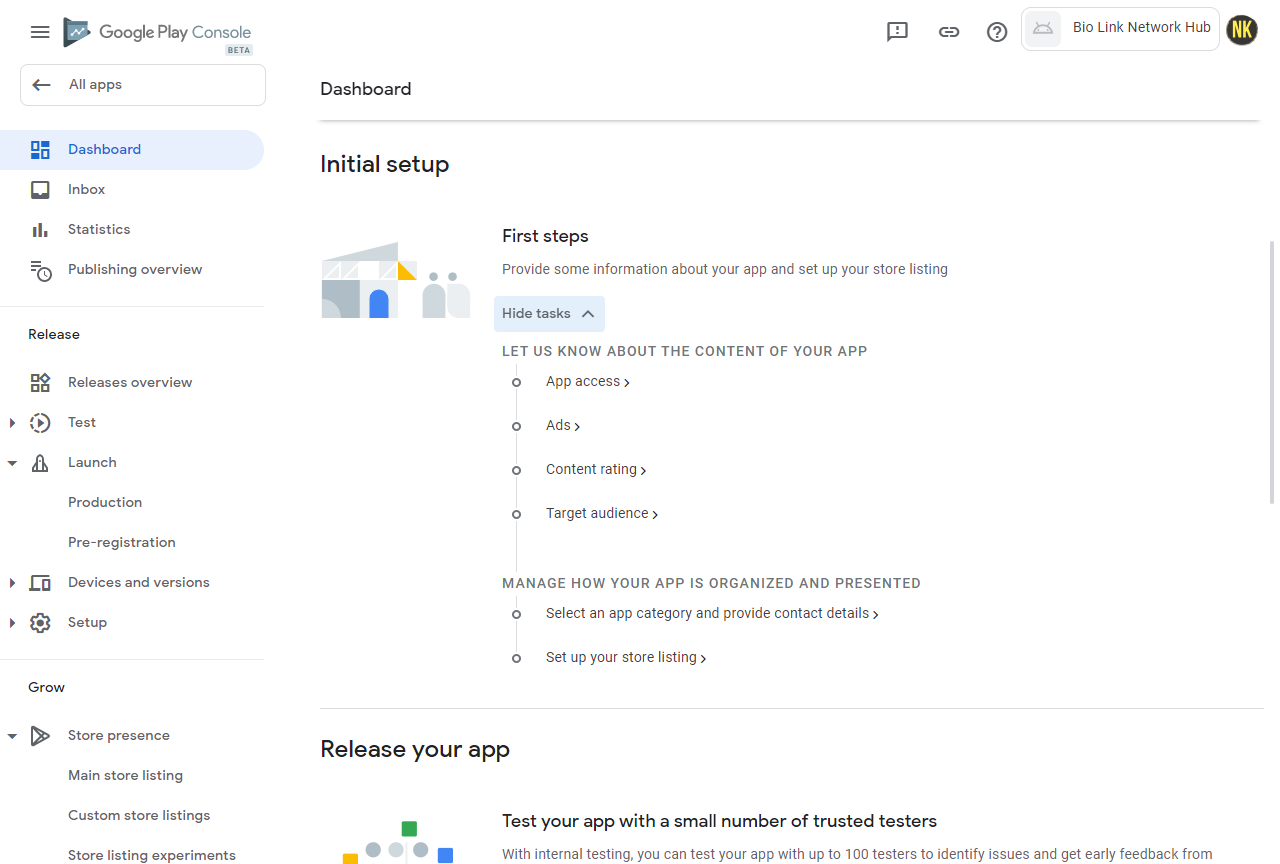 Google Play Console
BETA
Bio Link Network Hub
NK
All apps
Dashboard
Inbox
Statistics
Publishing overview
Release
Releases overview
Test
Launch
Production
Pre-registration
Devices and versions
Setup
Grow
Store presence
Main store listing
Custom store listings
Store listing experiments
Dashboard
Initial setup
First steps
Provide some information about your app and set up your store listing
Hide tasks
LET US KNOW ABOUT THE CONTENT OF YOUR APP
App access
Ads
Content rating
Target audience
MANAGE HOW YOUR APP IS ORGANIZED AND PRESENTED
Select an app category and provide contact details
Set up your store listing
Release your app
Test your app with a small number of trusted testers
With internal testing, you can test your app with up to 100 testers to identify issues and get early feedback from